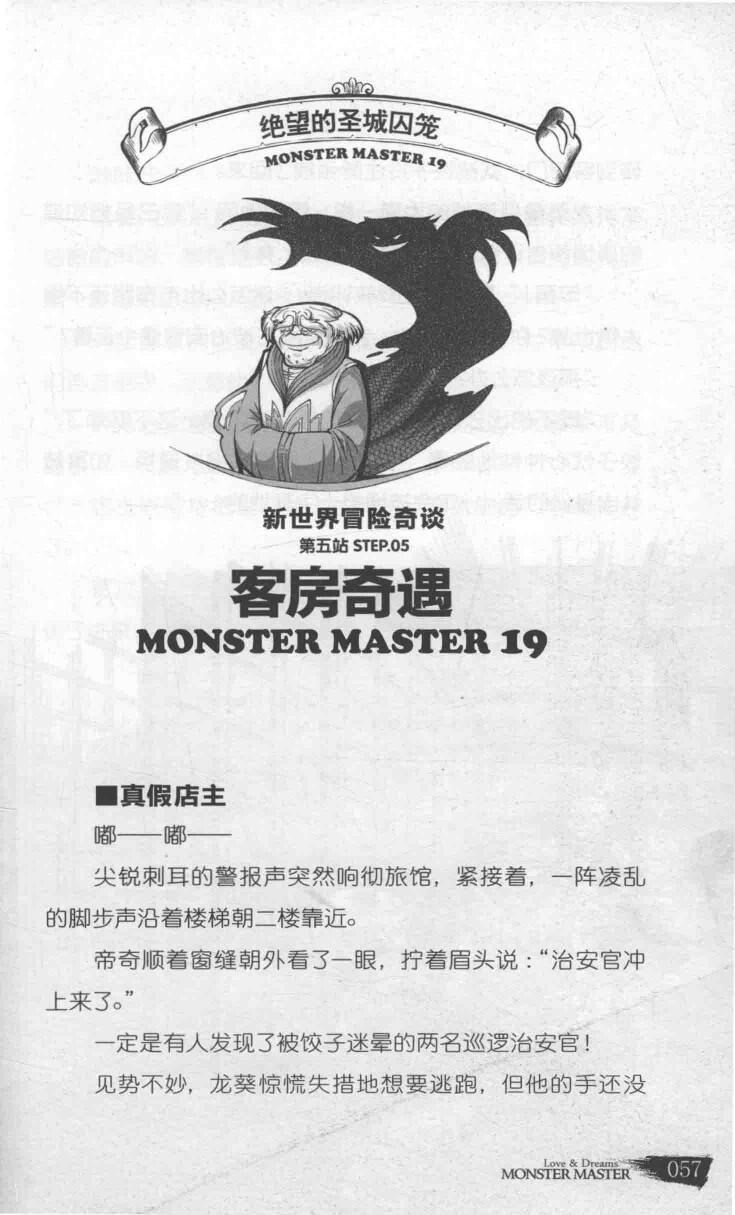 绝望的圣城囚笼
MONSTER MASTER 19
新世界冒险奇谈
第五站 STEP.05
客房奇遇
MONSTER MASTER 19
■真假店主
嘟——嘟——
尖锐刺耳的警报声突然响彻旅馆，紧接着，一阵凌乱
的脚步声沿着楼梯朝二楼靠近。
帝奇顺着窗缝朝外看了一眼，拧着眉头说：“治安官冲
上来了。”
一定是有人发现了被饺子迷晕的两名巡逻治安官！
见势不妙，龙葵惊慌失措地想要逃跑，但他的手还没
Love & Dreams
MONSTER MASTER
057